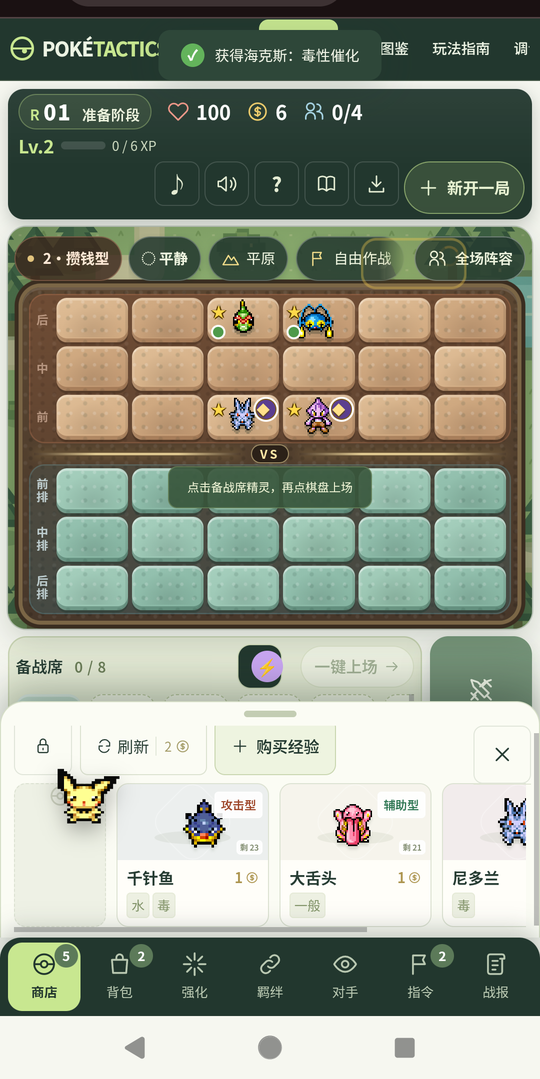 POKÉTACTICS
获得海克斯：毒性催化
图鉴
玩法指南
调
R 01 准备阶段
100
6
0/4
Lv.2
0 / 6 XP
?
新开一局
2·攒钱型
平静
平原
自由作战
全场阵容
后
中
前
VS
前排
中排
后排
点击备战席精灵，再点棋盘上场
备战席 0 / 8
一键上场 →
刷新 2
购买经验
攻击型
剩 23
千针鱼 1
水 毒
辅助型
剩 21
大舌头 1
一般
尼多兰
毒
5
商店
2
背包
强化
羁绊
对手
2
指令
战报